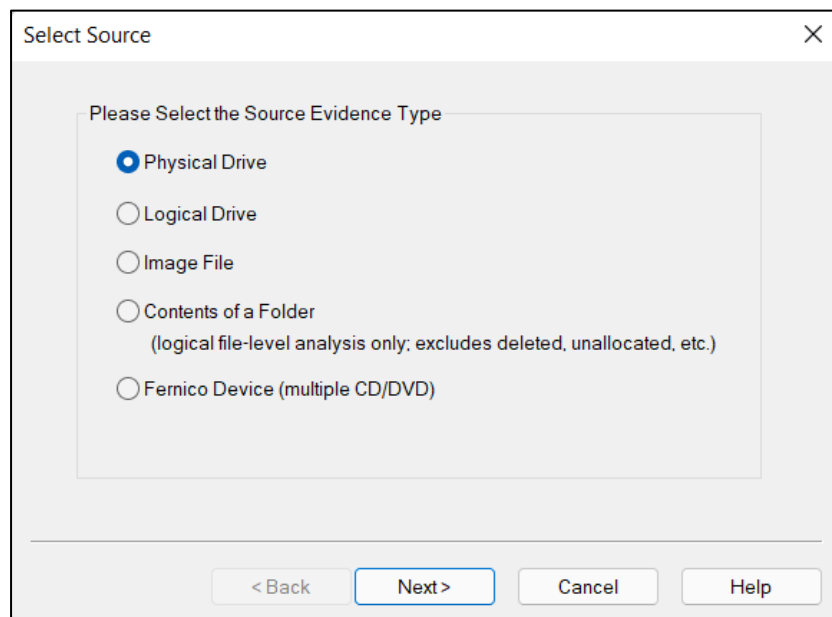 Select Source
Please Select the Source Evidence Type
Physical Drive
Logical Drive
Image File
Contents of a Folder
(logical file-level analysis only; excludes deleted, unallocated, etc.)
Fernico Device (multiple CD/DVD)
< Back Next > Cancel Help